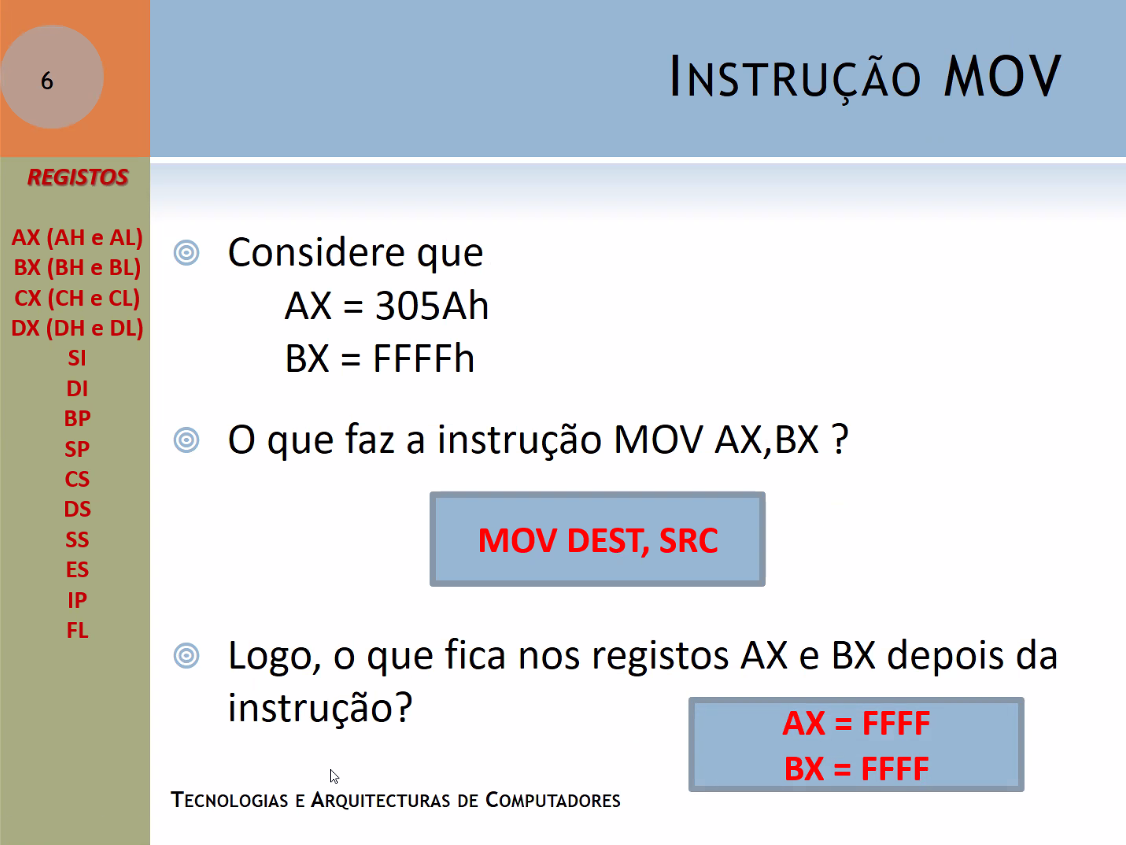 6
INSTRUÇÃO MOV
REGISTOS
AX (AH e AL)
BX (BH e BL)
CX (CH e CL)
DX (DH e DL)
SI
DI
BP
SP
CS
DS
SS
ES
IP
FL
Considere que
AX = 305Ah
BX = FFFFh
O que faz a instrução MOV AX,BX ?
MOV DEST, SRC
Logo, o que fica nos registos AX e BX depois da
instrução?
AX = FFFF
BX = FFFF
TECNOLOGIAS E ARQUITECTURAS DE COMPUTADORES